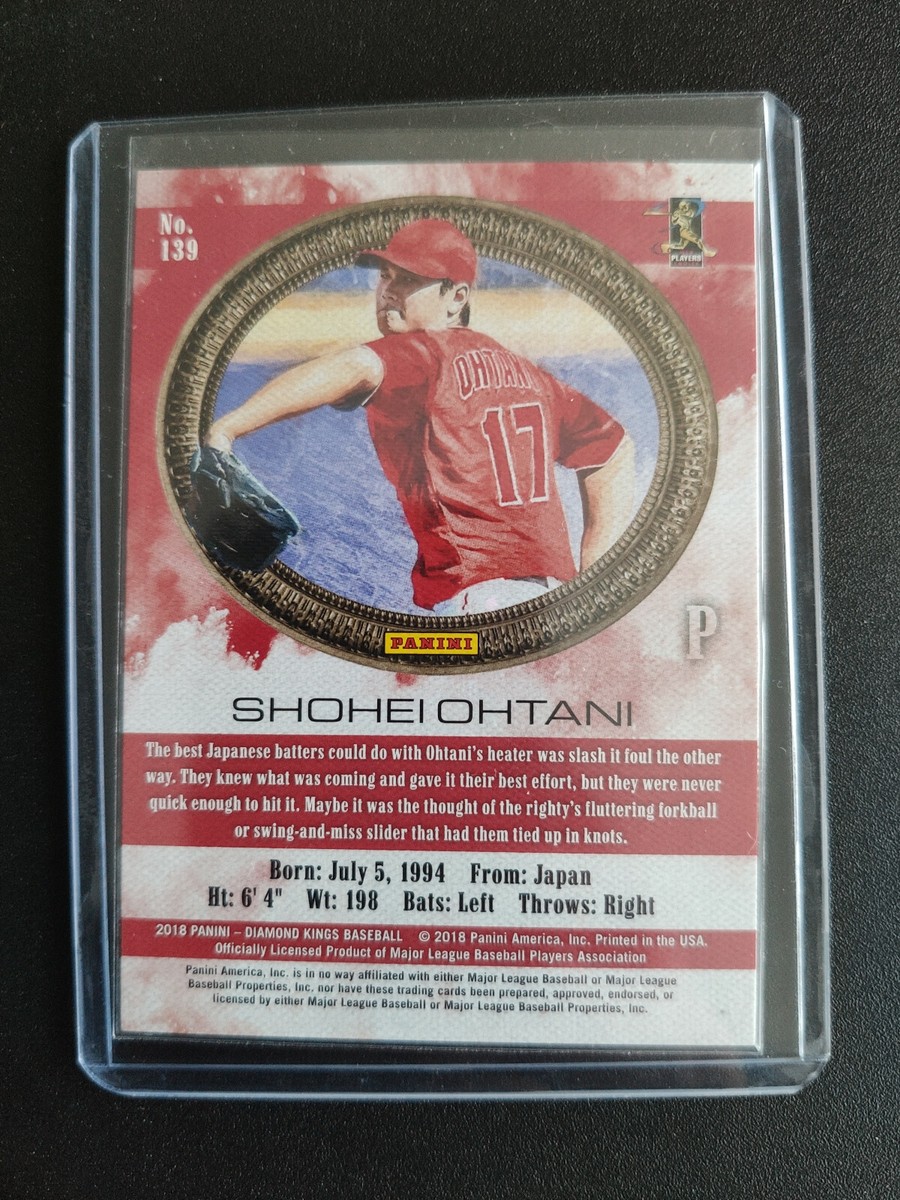 No.
139
PLAYERS
OHTANI
17
PANINI
P
SHOHEI OHTANI
The best Japanese batters could do with Ohtani's heater was slash it foul the other
way. They knew what was coming and gave it their best effort, but they were never
quick enough to hit it. Maybe it was the thought of the righty's fluttering forkball
or swing-and-miss slider that had them tied up in knots.
Born: July 5, 1994 From: Japan
Ht: 6' 4" Wt: 198 Bats: Left Throws: Right
2018 PANINI – DIAMOND KINGS BASEBALL © 2018 Panini America, Inc. Printed in the USA.
Officially Licensed Product of Major League Baseball Players Association
Panini America, Inc. is in no way affiliated with either Major League Baseball or Major League
Baseball Properties, Inc. nor have these trading cards been prepared, approved, endorsed, or
licensed by either Major League Baseball or Major League Baseball Properties, Inc.